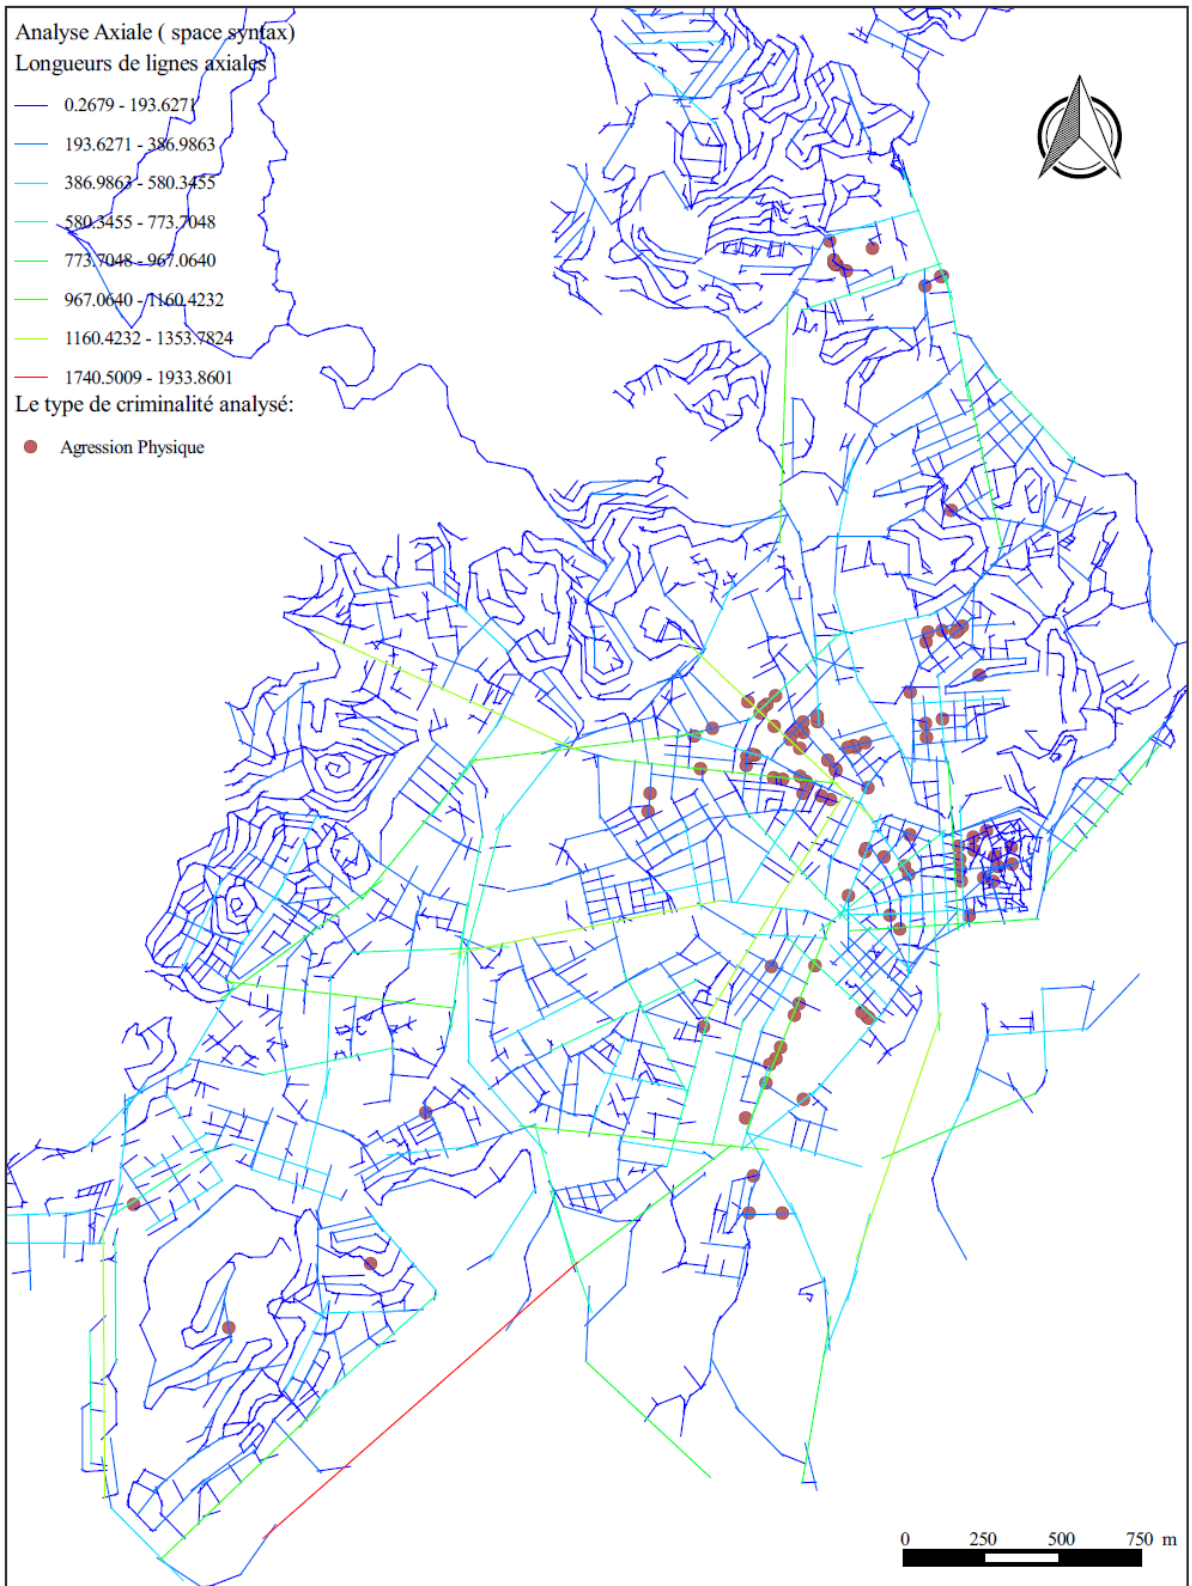 Analyse Axiale ( space syntax)
Longueurs de lignes axiales
0.2679 - 193.6271
193.6271 - 386.9863
386.9863 - 580.3455
580.3455 - 773.7048
773.7048 - 967.0640
967.0640 - 1160.4232
1160.4232 - 1353.7824
1740.5009 - 1933.8601
Le type de criminalité analysé:
Agression Physique
0 250 500 750 m